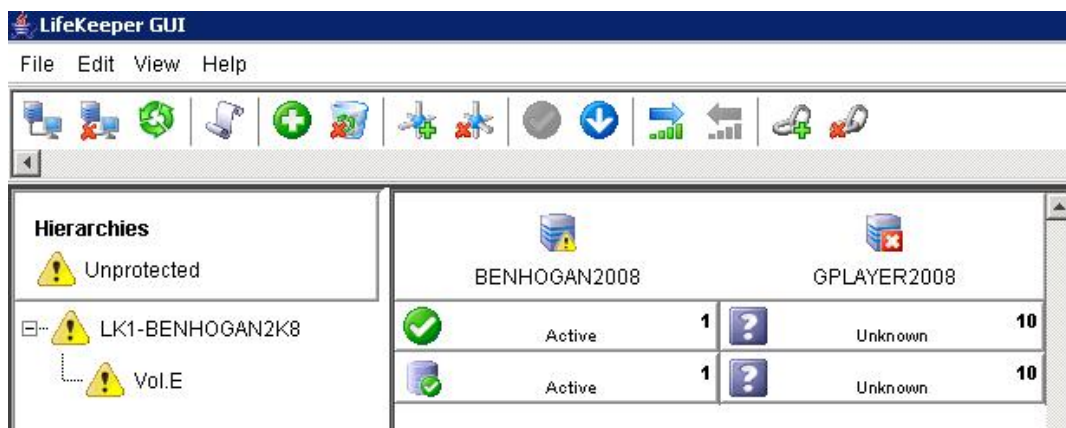 LifeKeeper GUI
File Edit View Help
Hierarchies
Unprotected
BENHOGAN2008 GPLAYER2008
LK1-BENHOGAN2K8 Active 1 Unknown 10
Vol.E Active 1 Unknown 10